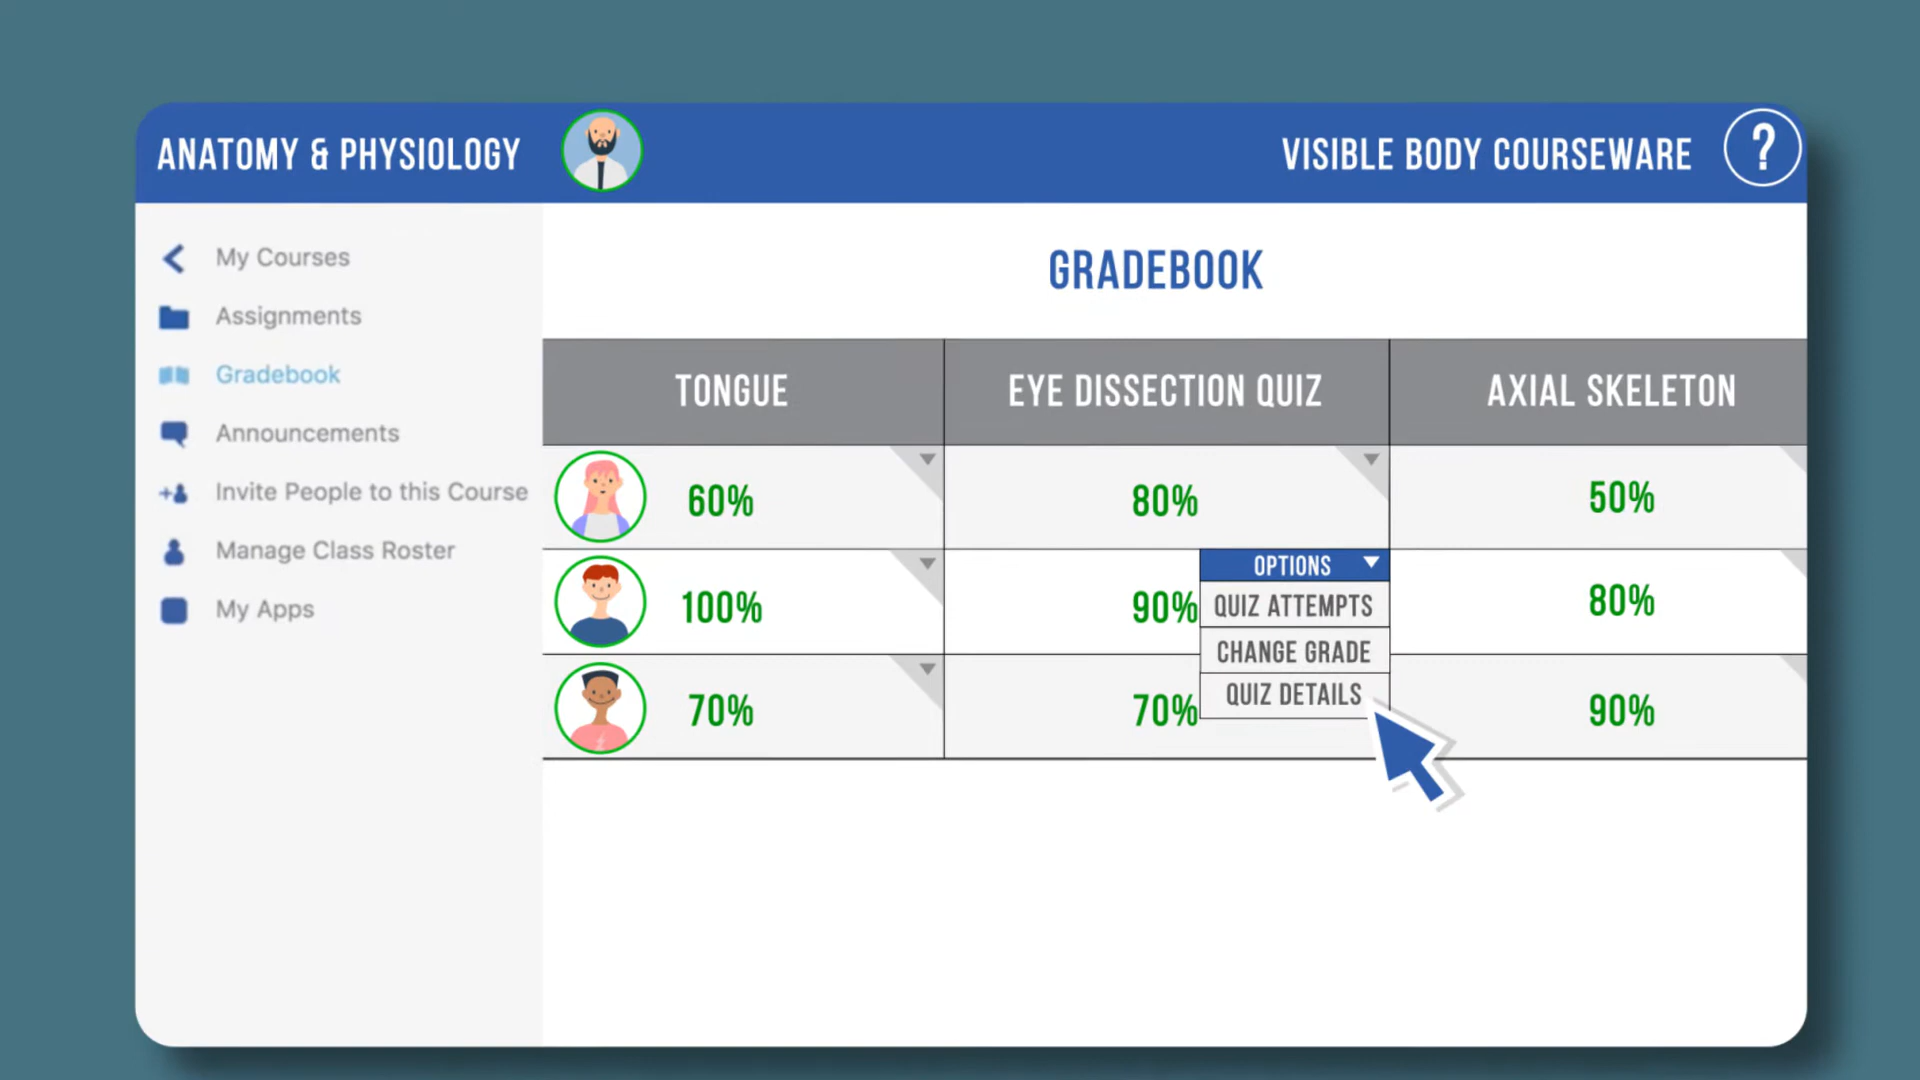 ANATOMY & PHYSIOLOGY
VISIBLE BODY COURSEWARE
?
My Courses
Assignments
Gradebook
Announcements
Invite People to this Course
Manage Class Roster
My Apps
GRADEBOOK
TONGUE
EYE DISSECTION QUIZ
AXIAL SKELETON
60%
80%
50%
100%
90%
80%
OPTIONS
QUIZ ATTEMPTS
CHANGE GRADE
QUIZ DETAILS
70%
70%
90%